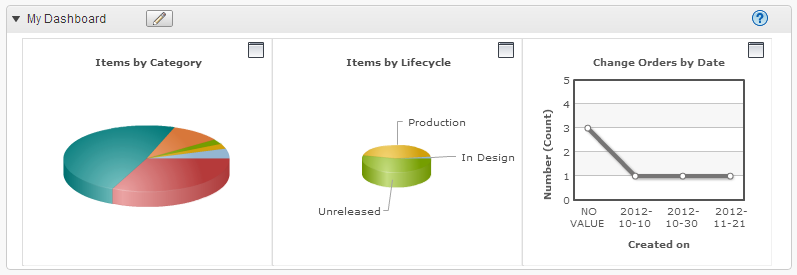 My Dashboard
?
Items by Category
Items by Lifecycle
Production
In Design
Unreleased
Change Orders by Date
Number (Count)
5
4
3
2
1
0
NO
VALUE
2012-
10-10
2012-
10-30
2012-
11-21
Created on